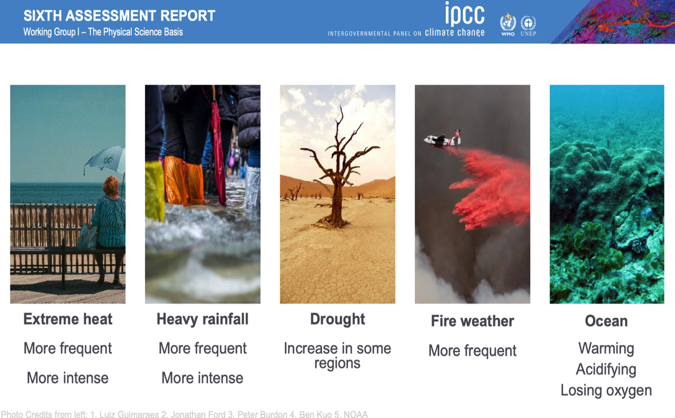 SIXTH ASSESSMENT REPORT
Working Group I – The Physical Science Basis
ipcc
INTERGOVERNMENTAL PANEL ON climate change
WMO
UNEP
Extreme heat
More frequent
More intense
Heavy rainfall
More frequent
More intense
Drought
Increase in some
regions
Fire weather
More frequent
Ocean
Warming
Acidifying
Losing oxygen
Photo Credits from left: 1. Luiz Guimaraes 2. Jonathan Ford 3. Peter Burdon 4. Ben Kuo 5. NOAA